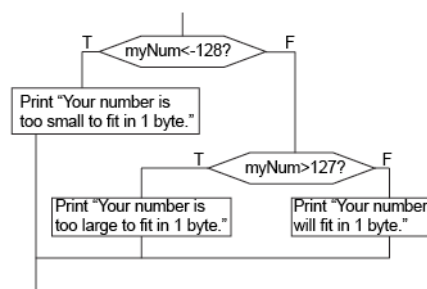 T
myNum<-128?
F
Print “Your number is
too small to fit in 1 byte.”
T
myNum>127?
F
Print “Your number is
too large to fit in 1 byte.”
Print “Your number
will fit in 1 byte.”